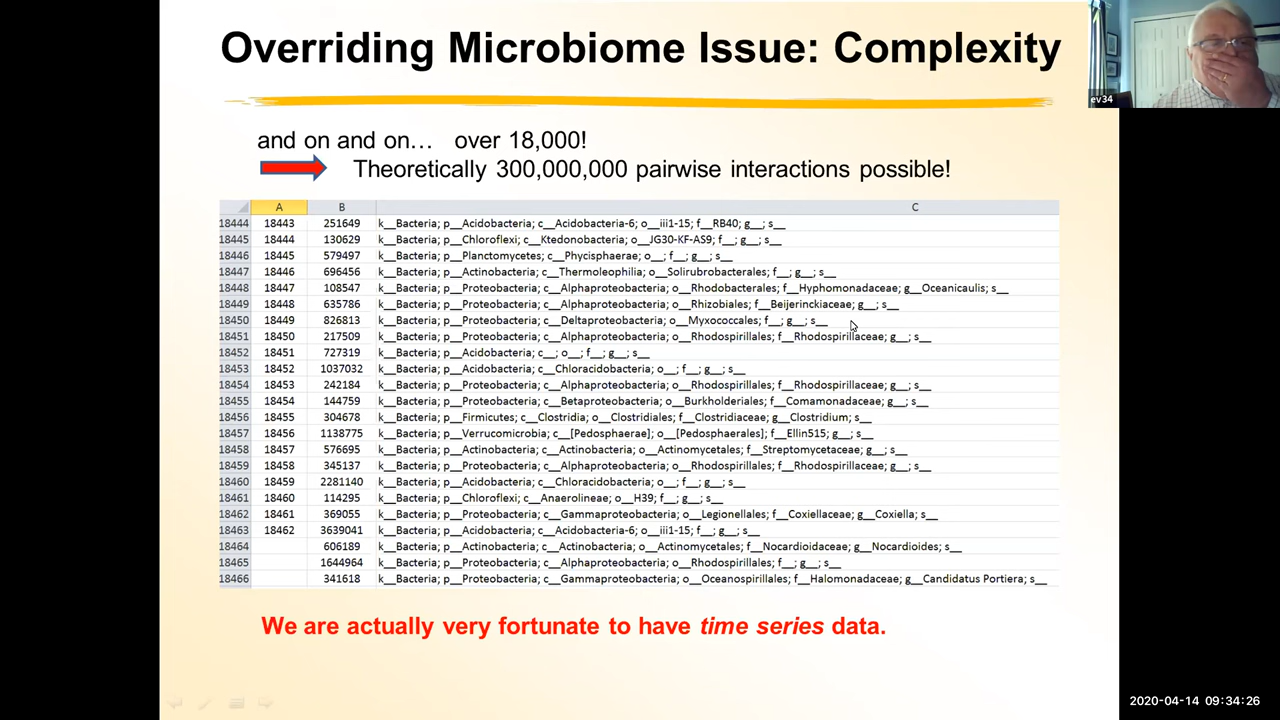 Overriding Microbiome Issue: Complexity
ev34
and on and on… over 18,000!
Theoretically 300,000,000 pairwise interactions possible!
A B C
18444 18443 251649 k__Bacteria; p__Acidobacteria; c__Acidobacteria-6; o__iii1-15; f__RB40; g__; s__
18445 18444 130629 k__Bacteria; p__Chloroflexi; c__Ktedonobacteria; o__JG30-KF-AS9; f__; g__; s__
18446 18445 579497 k__Bacteria; p__Planctomycetes; c__Phycisphaerae; o__; f__; g__; s__
18447 18446 696456 k__Bacteria; p__Actinobacteria; c__Thermoleophilia; o__Solirubrobacterales; f__; g__; s__
18448 18447 108547 k__Bacteria; p__Proteobacteria; c__Alphaproteobacteria; o__Rhodobacterales; f__Hyphomonadaceae; g__Oceanicaulis; s__
18449 18448 635786 k__Bacteria; p__Proteobacteria; c__Alphaproteobacteria; o__Rhizobiales; f__Beijerinckiaceae; g__; s__
18450 18449 826813 k__Bacteria; p__Proteobacteria; c__Deltaproteobacteria; o__Myxococcales; f__; g__; s__
18451 18450 217509 k__Bacteria; p__Proteobacteria; c__Alphaproteobacteria; o__Rhodospirillales; f__Rhodospirillaceae; g__; s__
18452 18451 727319 k__Bacteria; p__Acidobacteria; c__; o__; f__; g__; s__
18453 18452 1037032 k__Bacteria; p__Acidobacteria; c__Chloracidobacteria; o__; f__; g__; s__
18454 18453 242184 k__Bacteria; p__Proteobacteria; c__Alphaproteobacteria; o__Rhodospirillales; f__Rhodospirillaceae; g__; s__
18455 18454 144759 k__Bacteria; p__Proteobacteria; c__Betaproteobacteria; o__Burkholderiales; f__Comamonadaceae; g__; s__
18456 18455 304678 k__Bacteria; p__Firmicutes; c__Clostridia; o__Clostridiales; f__Clostridiaceae; g__Clostridium; s__
18457 18456 1138775 k__Bacteria; p__Verrucomicrobia; c__[Pedosphaerae]; o__[Pedosphaerales]; f__Ellin515; g__; s__
18458 18457 576695 k__Bacteria; p__Actinobacteria; c__Actinobacteria; o__Actinomycetales; f__Streptomycetaceae; g__; s__
18459 18458 345137 k__Bacteria; p__Proteobacteria; c__Alphaproteobacteria; o__Rhodospirillales; f__Rhodospirillaceae; g__; s__
18460 18459 2281140 k__Bacteria; p__Acidobacteria; c__Chloracidobacteria; o__; f__; g__; s__
18461 18460 114295 k__Bacteria; p__Chloroflexi; c__Anaerolineae; o__H39; f__; g__; s__
18462 18461 369055 k__Bacteria; p__Proteobacteria; c__Gammaproteobacteria; o__Legionellales; f__Coxiellaceae; g__Coxiella; s__
18463 18462 3639041 k__Bacteria; p__Acidobacteria; c__Acidobacteria-6; o__iii1-15; f__; g__; s__
18464 606189 k__Bacteria; p__Actinobacteria; c__Actinobacteria; o__Actinomycetales; f__Nocardioidaceae; g__Nocardioides; s__
18465 1644964 k__Bacteria; p__Proteobacteria; c__Alphaproteobacteria; o__Rhodospirillales; f__; g__; s__
18466 341618 k__Bacteria; p__Proteobacteria; c__Gammaproteobacteria; o__Oceanospirillales; f__Halomonadaceae; g__Candidatus Portiera; s__
We are actually very fortunate to have time series data.
2020-04-14 09:34:26